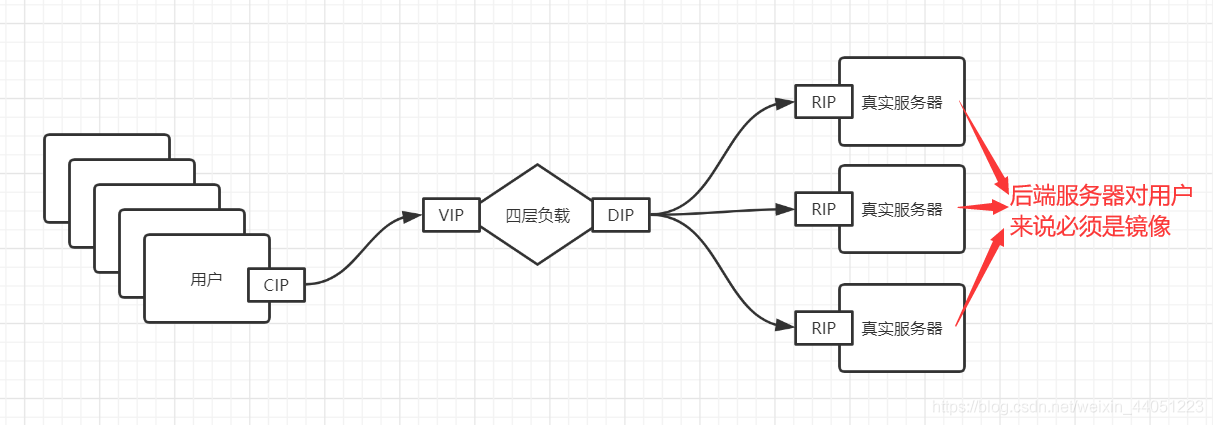 用户
CIP
VIP
四层负载
DIP
RIP
真实服务器
RIP
真实服务器
RIP
真实服务器
后端服务器对用户
来说必须是镜像
https://blog.csdn.net/weixin_44051223